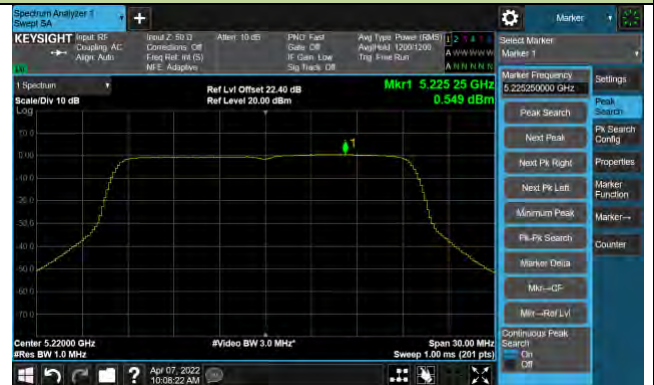 Spectrum Analyzer 1
Swept SA
+
Marker
KEYSIGHT
Input: RF
Coupling: AC
Align: Auto
Input Z: 50 Ω
Corrections: Off
Freq Ref: Int (S)
NFE: Adaptive
Atten: 10 dB
PNO: Fast
Gate: Off
IF Gain: Low
Sig Track: Off
Avg Type: Power (RMS)
Avg|Hold: 1200/1200
Trig: Free Run
1 2 3 4 5 6
A W W W W W
A N N N N N
Select Marker
Marker 1
1 Spectrum
Scale/Div 10 dB
Log
Ref Lvl Offset 22.40 dB
Ref Level 20.00 dBm
Mkr1 5.225 25 GHz
0.549 dBm
10.0
0.00
-10.0
-20.0
-30.0
-40.0
-50.0
-60.0
-70.0
1
Center 5.22000 GHz
#Res BW 1.0 MHz
#Video BW 3.0 MHz*
Span 30.00 MHz
Sweep 1.00 ms (201 pts)
Marker Frequency
5.225250000 GHz
Peak Search
Next Peak
Next Pk Right
Next Pk Left
Minimum Peak
Pk-Pk Search
Marker Delta
Mkr→CF
Mkr→Ref Lvl
Continuous Peak
Search
On
Off
Settings
Peak
Search
Pk Search
Config
Properties
Marker
Function
Marker→
Counter
?
Apr 07, 2022
10:08:22 AM